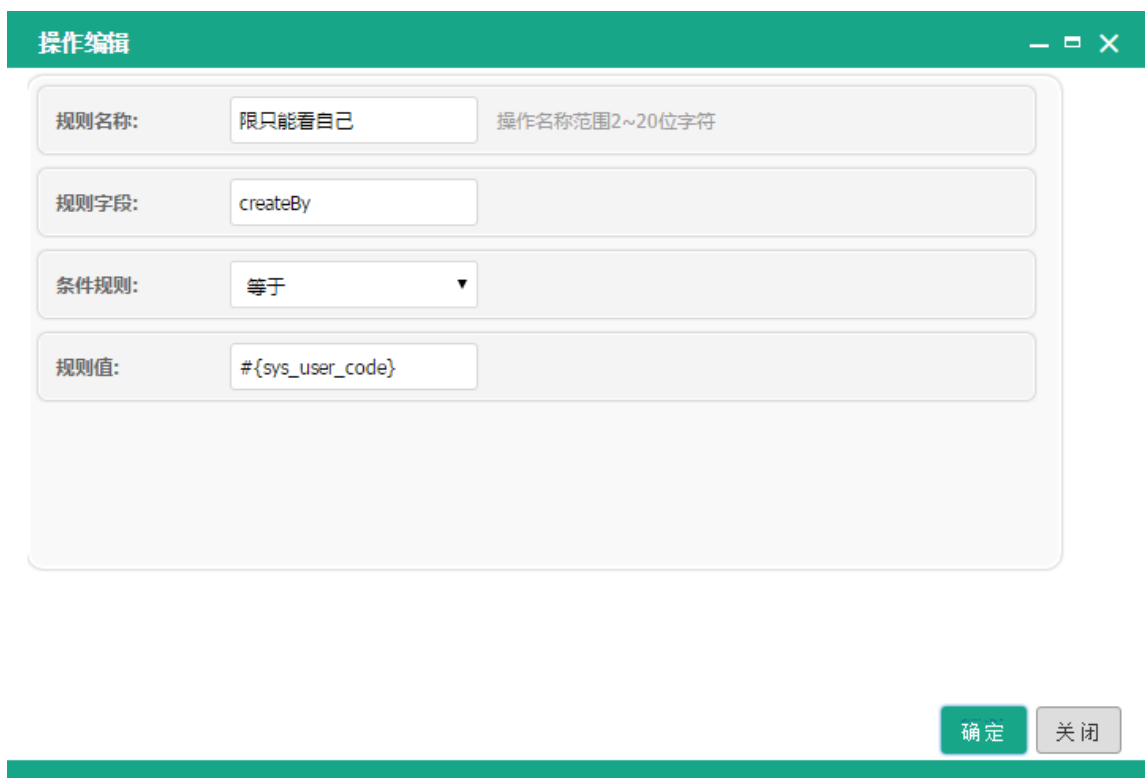 操作编辑
规则名称: 限只能看自己 操作名称范围2~20位字符
规则字段: createBy
条件规则: 等于
规则值: #{sys_user_code}
确定 关闭